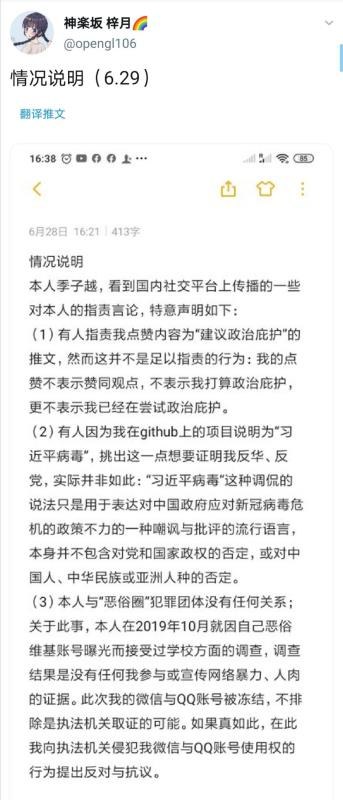 神楽坂 梓月🌈
@opengl106
情况说明（6.29）
翻译推文
16:38
85
6月28日 16:21 | 413字
情况说明
本人季子越，看到国内社交平台上传播的一些
对本人的指责言论，特意声明如下：
（1）有人指责我点赞内容为“建议政治庇护”的
推文，然而这并不是足以指责的行为：我的点
赞不表示赞同观点，不表示我打算政治庇护，
更不表示我已经在尝试政治庇护。
（2）有人因为我在github上的项目说明为“习
近平病毒”，挑出这一点想要证明我反华、反
党，实际并非如此：“习近平病毒”这种调侃的
说法只是用于表达对中国政府应对新冠病毒危
机的政策不力的一种嘲讽与批评的流行语言，
本身并不包含对党和国家政权的否定，或对中
国人、中华民族或亚洲人种的否定。
（3）本人与“恶俗圈”犯罪团体没有任何关系；
关于此事，本人在2019年10月就因自己恶俗
维基账号曝光而接受过学校方面的调查，调查
结果是没有任何我参与或宣传网络暴力、人肉
的证据。此次我的微信与QQ账号被冻结，不排
除是执法机关取证的可能。如果真如此，在此
我向执法机关侵犯我微信与QQ账号使用权的
行为提出反对与抗议。